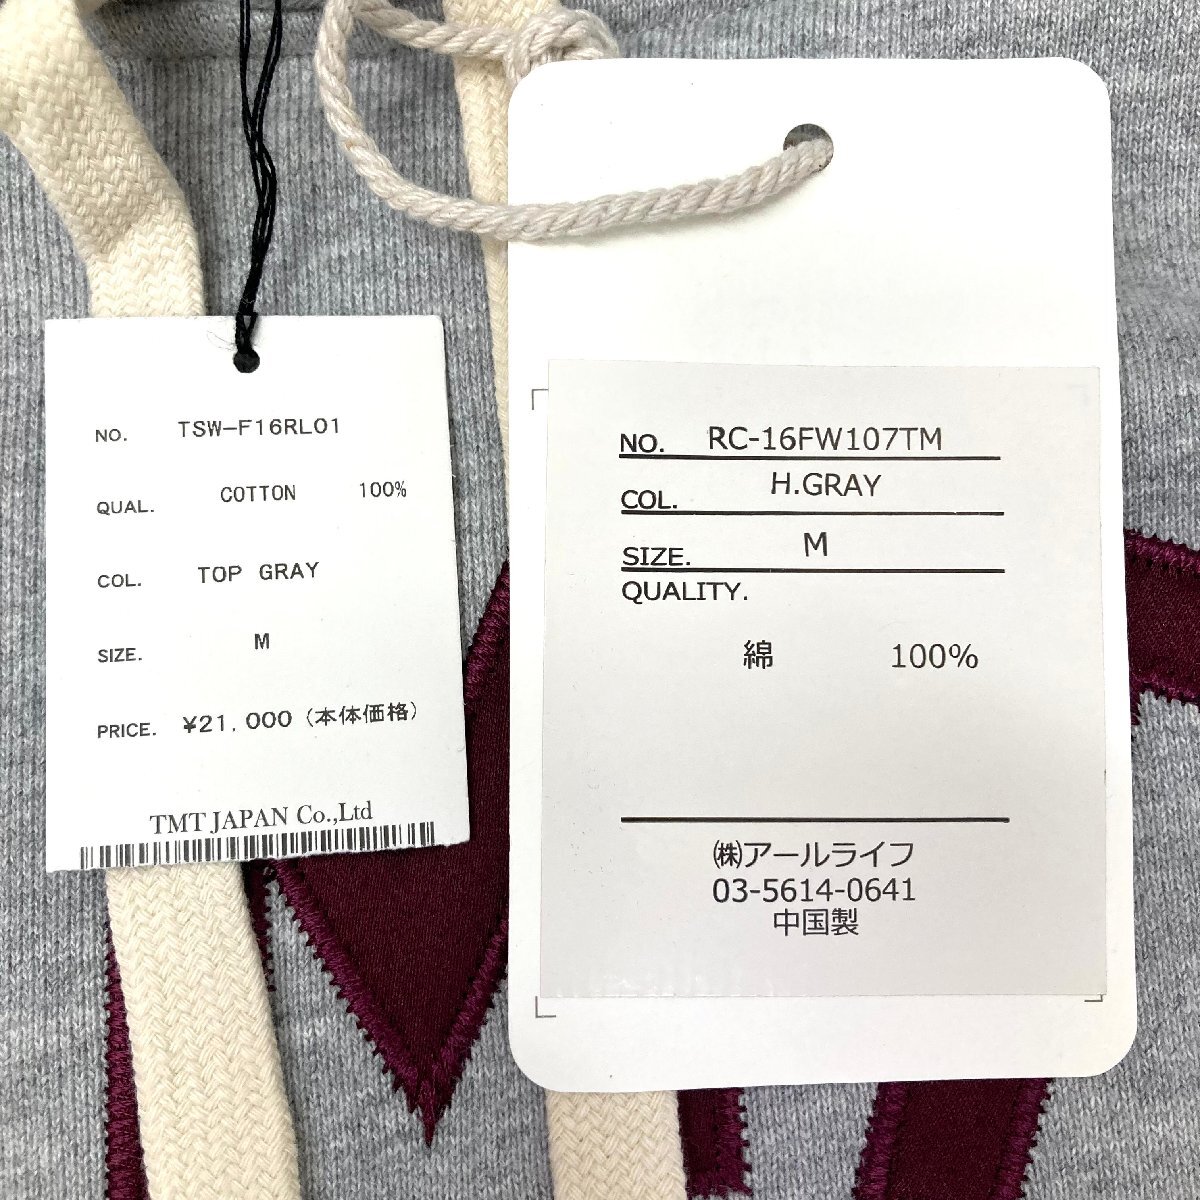 NO. TSW-F16RL01
QUAL. COTTON 100%
COL. TOP GRAY
SIZE. M
PRICE. ¥21,000 (本体価格)
TMT JAPAN Co.,Ltd
NO. RC-16FW107TM
COL. H.GRAY
SIZE. M
QUALITY.
綿 100%
㈱アールライフ
03-5614-0641
中国製